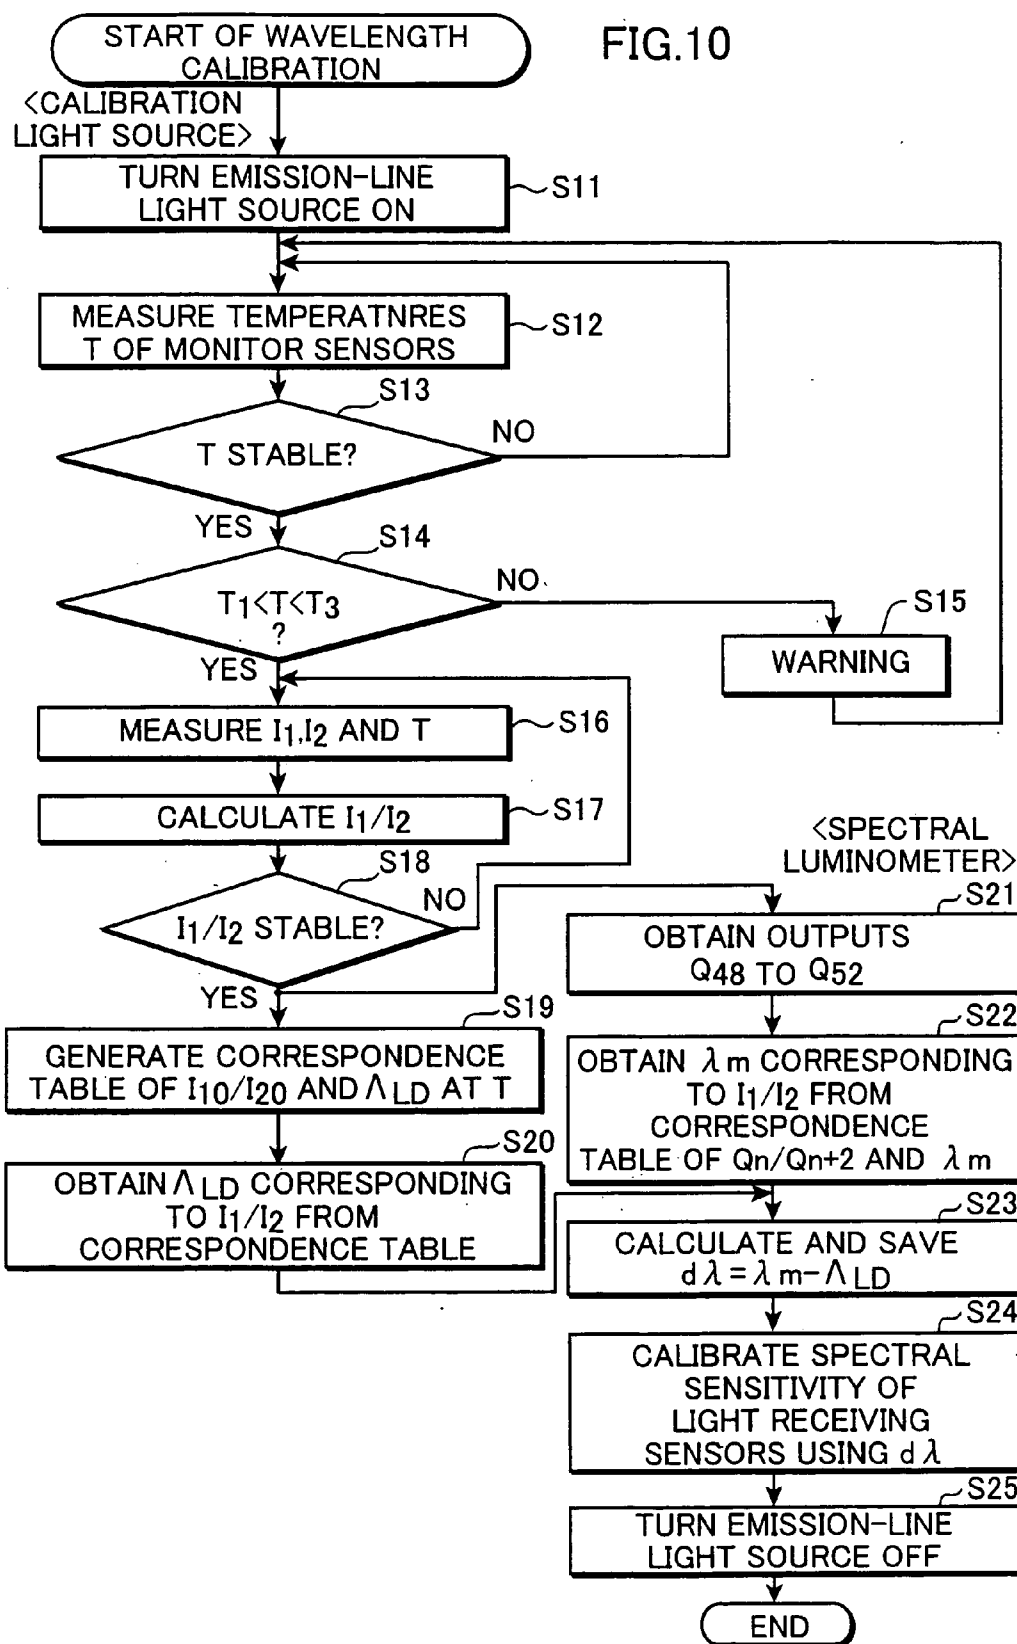 FIG.10
START OF WAVELENGTH
CALIBRATION
<CALIBRATION
LIGHT SOURCE>
TURN EMISSION-LINE
LIGHT SOURCE ON
S11
MEASURE TEMPERATNRES
T OF MONITOR SENSORS
S12
S13
T STABLE?
NO
YES
S14
T1<T<T3
?
NO
YES
S15
WARNING
MEASURE I1,I2 AND T
S16
CALCULATE I1/I2
S17
S18
I1/I2 STABLE?
NO
YES
S19
GENERATE CORRESPONDENCE
TABLE OF I10/I20 AND ΛLD AT T
S20
OBTAIN ΛLD CORRESPONDING
TO I1/I2 FROM
CORRESPONDENCE TABLE
<SPECTRAL
LUMINOMETER>
S21
OBTAIN OUTPUTS
Q48 TO Q52
S22
OBTAIN λm CORRESPONDING
TO I1/I2 FROM
CORRESPONDENCE
TABLE OF Qn/Qn+2 AND λm
S23
CALCULATE AND SAVE
dλ=λm-ΛLD
S24
CALIBRATE SPECTRAL
SENSITIVITY OF
LIGHT RECEIVING
SENSORS USING dλ
S25
TURN EMISSION-LINE
LIGHT SOURCE OFF
END